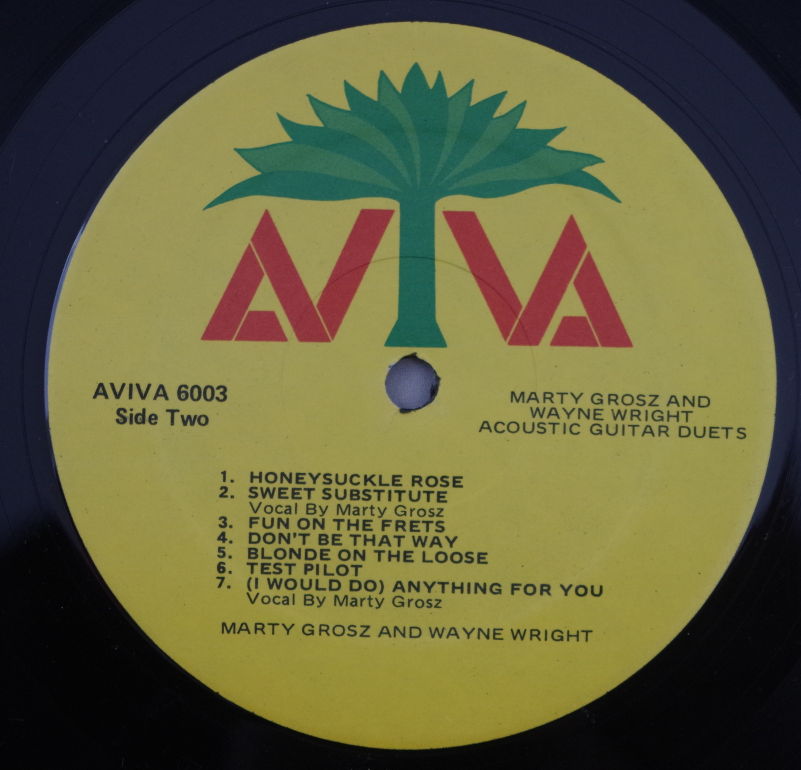 AVIVA
AVIVA 6003
Side Two
MARTY GROSZ AND
WAYNE WRIGHT
ACOUSTIC GUITAR DUETS
1. HONEYSUCKLE ROSE
2. SWEET SUBSTITUTE
Vocal By Marty Grosz
3. FUN ON THE FRETS
4. DON'T BE THAT WAY
5. BLONDE ON THE LOOSE
6. TEST PILOT
7. (I WOULD DO) ANYTHING FOR YOU
Vocal By Marty Grosz
MARTY GROSZ AND WAYNE WRIGHT